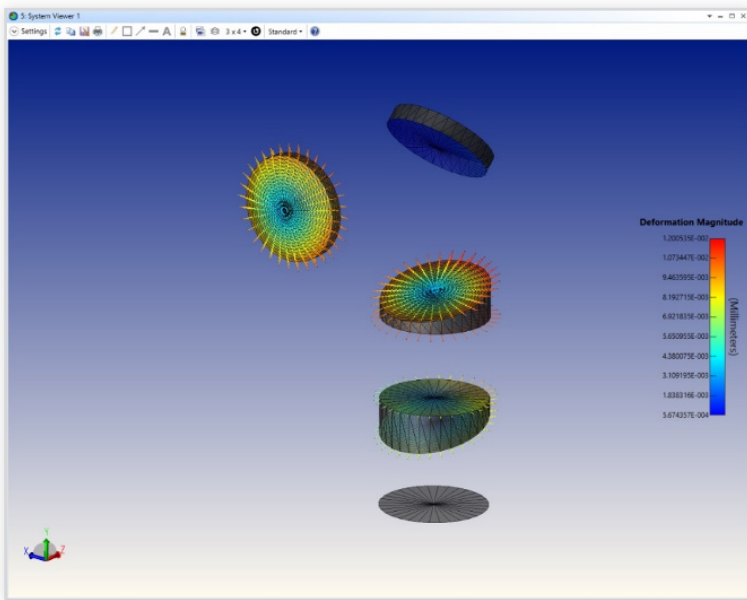 5: System Viewer 1
Settings
A
3 x 4
Standard
Deformation Magnitude
1.200535E-002
1.073447E-002
9.463595E-003
8.192715E-003
6.921835E-003
5.650955E-003
4.380075E-003
3.109195E-003
1.838316E-003
5.674357E-004
(Millimeters)
Y
X
Z